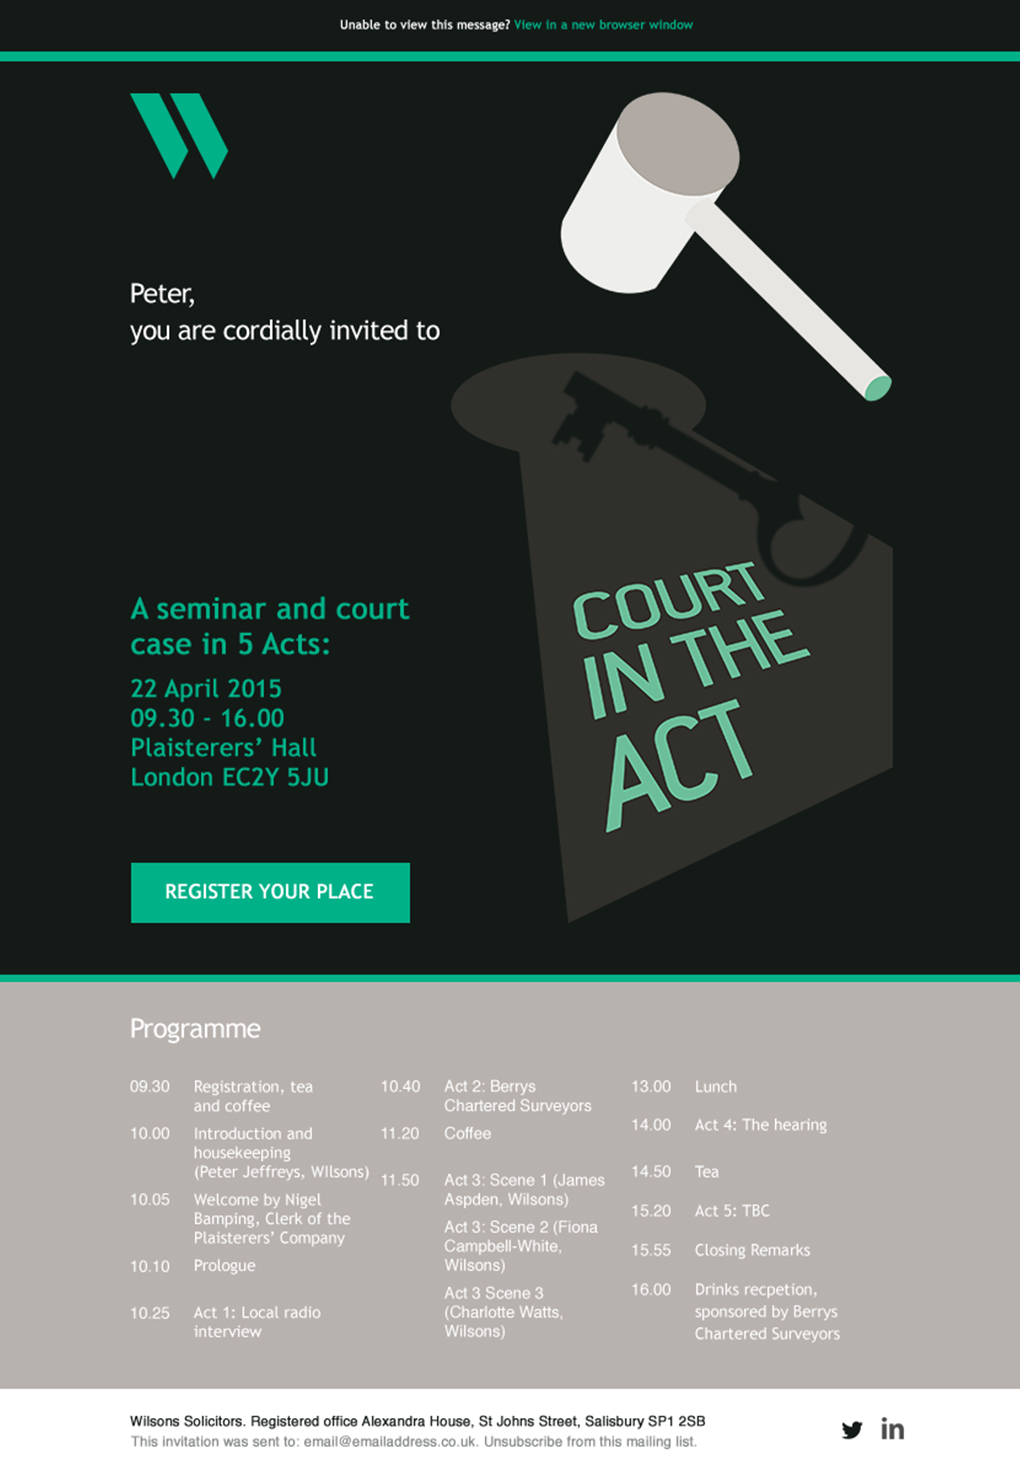 Unable to view this message? View in a new browser window
Peter,
you are cordially invited to
COURT
IN THE
ACT
A seminar and court
case in 5 Acts:
22 April 2015
09.30 - 16.00
Plaisterers’ Hall
London EC2Y 5JU
REGISTER YOUR PLACE
Programme
09.30 Registration, tea
and coffee
10.00 Introduction and
housekeeping
(Peter Jeffreys, WIlsons)
10.05 Welcome by Nigel
Bamping, Clerk of the
Plaisterers’ Company
10.10 Prologue
10.25 Act 1: Local radio
interview
10.40 Act 2: Berrys
Chartered Surveyors
11.20 Coffee
11.50 Act 3: Scene 1 (James
Aspden, Wilsons)
Act 3: Scene 2 (Fiona
Campbell-White,
Wilsons)
Act 3 Scene 3
(Charlotte Watts,
Wilsons)
13.00 Lunch
14.00 Act 4: The hearing
14.50 Tea
15.20 Act 5: TBC
15.55 Closing Remarks
16.00 Drinks recpetion,
sponsored by Berrys
Chartered Surveyors
Wilsons Solicitors. Registered office Alexandra House, St Johns Street, Salisbury SP1 2SB
This invitation was sent to: email@emailaddress.co.uk. Unsubscribe from this mailing list.
in